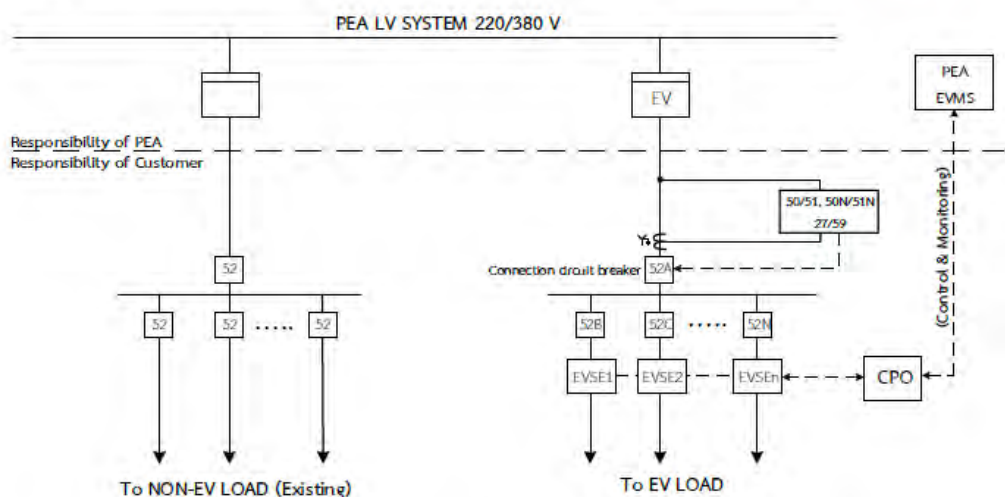 PEA LV SYSTEM 220/380 V
EV
PEA
EVMS
Responsibility of PEA
Responsibility of Customer
50/51, 50N/51N
27/59
(Control & Monitoring)
52
Connection circuit breaker
52A
52
52
.....
52
52B
52C
.....
52N
EVSE1
EVSE2
EVSEn
CPO
To NON-EV LOAD (Existing)
To EV LOAD